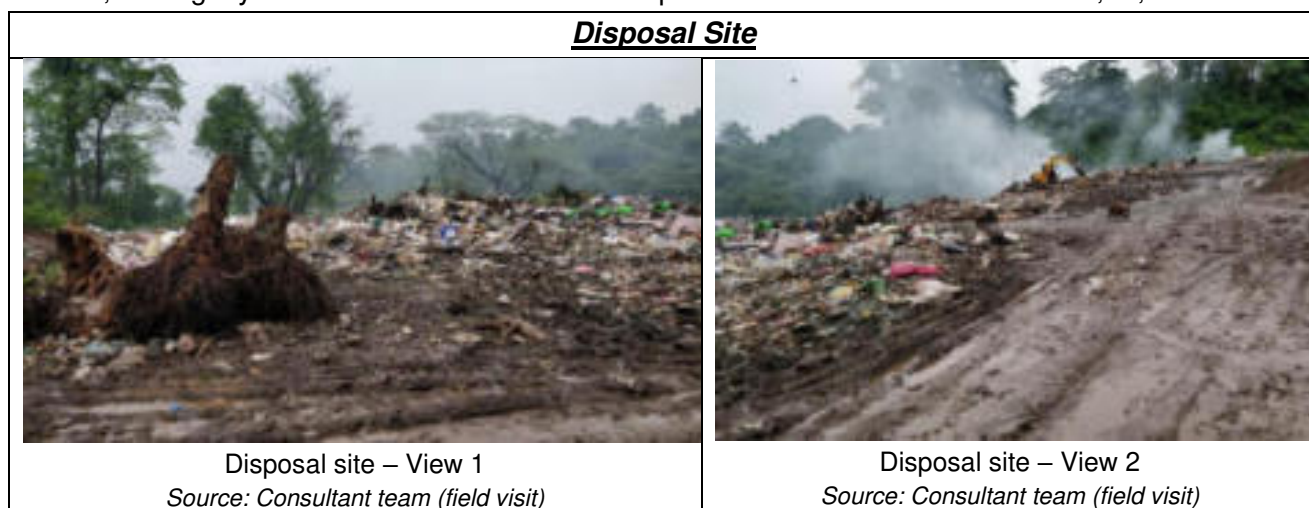 Disposal Site
Disposal site – View 1
Source: Consultant team (field visit)
Disposal site – View 2
Source: Consultant team (field visit)